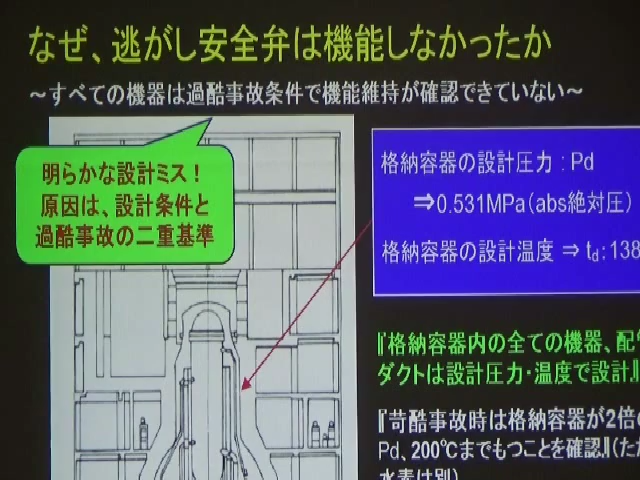 なぜ、逃がし安全弁は機能しなかったか
～すべての機器は過酷事故条件で機能維持が確認できていない～
明らかな設計ミス！
原因は、設計条件と
過酷事故の二重基準
格納容器の設計圧力：Pd
⇒0.531MPa（abs絶対圧）
格納容器の設計温度 ⇒ td：138
『格納容器内の全ての機器、配管
ダクトは設計圧力・温度で設計』
『苛酷事故時は格納容器が2倍の
Pd、200℃までもつことを確認』（ただ
水素は別）